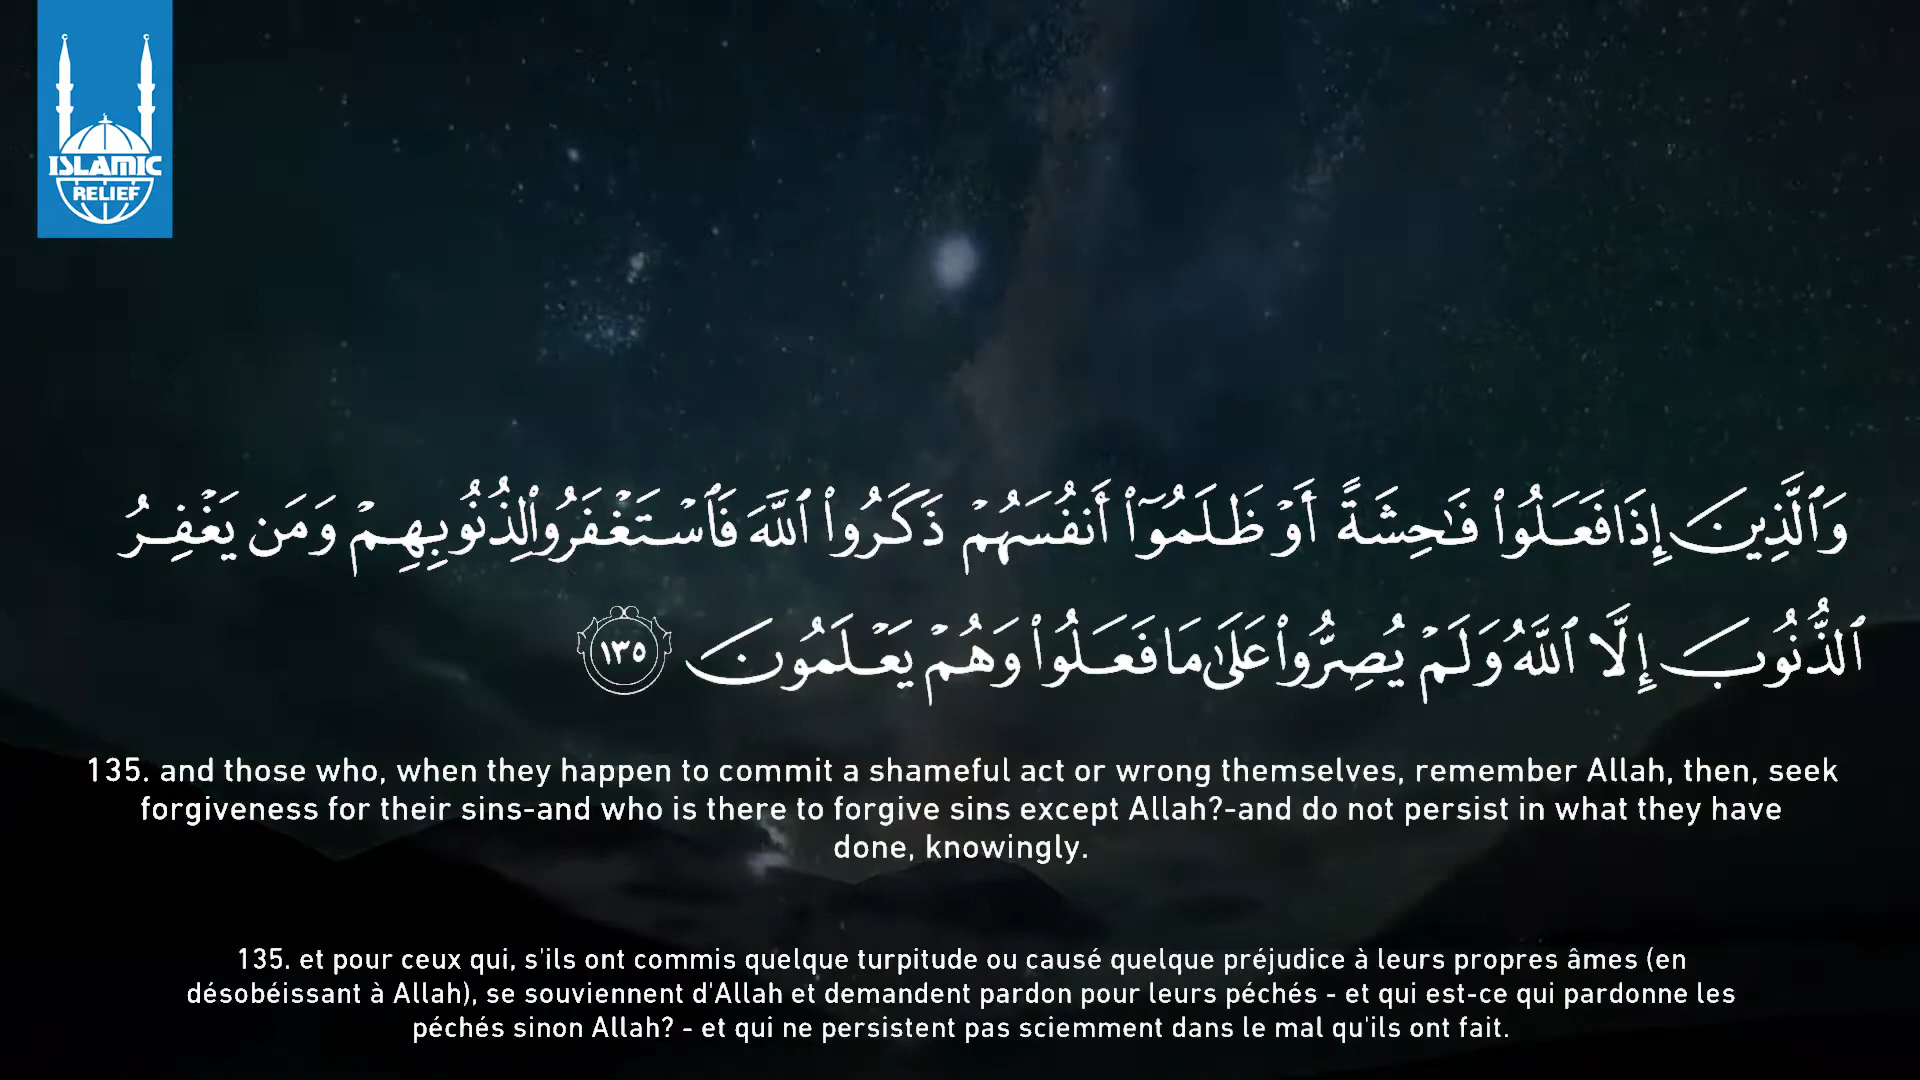 ISLAMIC
RELIEF
وَٱلَّذِينَ إِذَا فَعَلُوا۟ فَـٰحِشَةً أَوْ ظَلَمُوٓا۟ أَنفُسَهُمْ ذَكَرُوا۟ ٱللَّهَ فَٱسْتَغْفَرُوا۟ لِذُنُوبِهِمْ وَمَن يَغْفِرُ
ٱلذُّنُوبَ إِلَّا ٱللَّهُ وَلَمْ يُصِرُّوا۟ عَلَىٰ مَا فَعَلُوا۟ وَهُمْ يَعْلَمُونَ ١٣٥
135. and those who, when they happen to commit a shameful act or wrong themselves, remember Allah, then, seek
forgiveness for their sins-and who is there to forgive sins except Allah?-and do not persist in what they have
done, knowingly.
135. et pour ceux qui, s'ils ont commis quelque turpitude ou causé quelque préjudice à leurs propres âmes (en
désobéissant à Allah), se souviennent d'Allah et demandent pardon pour leurs péchés - et qui est-ce qui pardonne les
péchés sinon Allah? - et qui ne persistent pas sciemment dans le mal qu'ils ont fait.